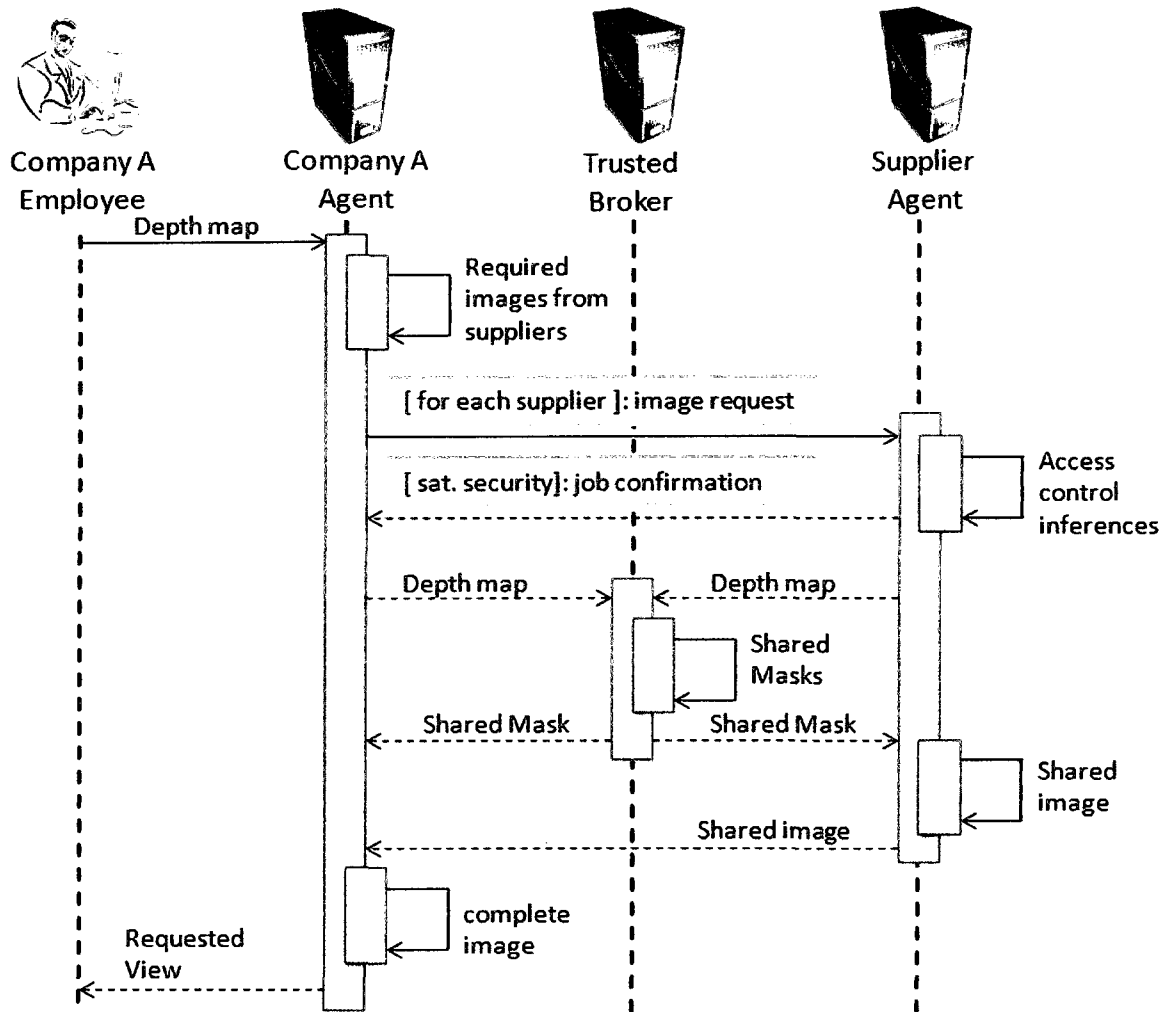 Company A
Employee
Company A
Agent
Trusted
Broker
Supplier
Agent
Depth map
Required
images from
suppliers
[ for each supplier ]: image request
[ sat. security]: job confirmation
Access
control
inferences
Depth map
Depth map
Shared
Masks
Shared Mask
Shared Mask
Shared
image
Shared image
complete
image
Requested
View